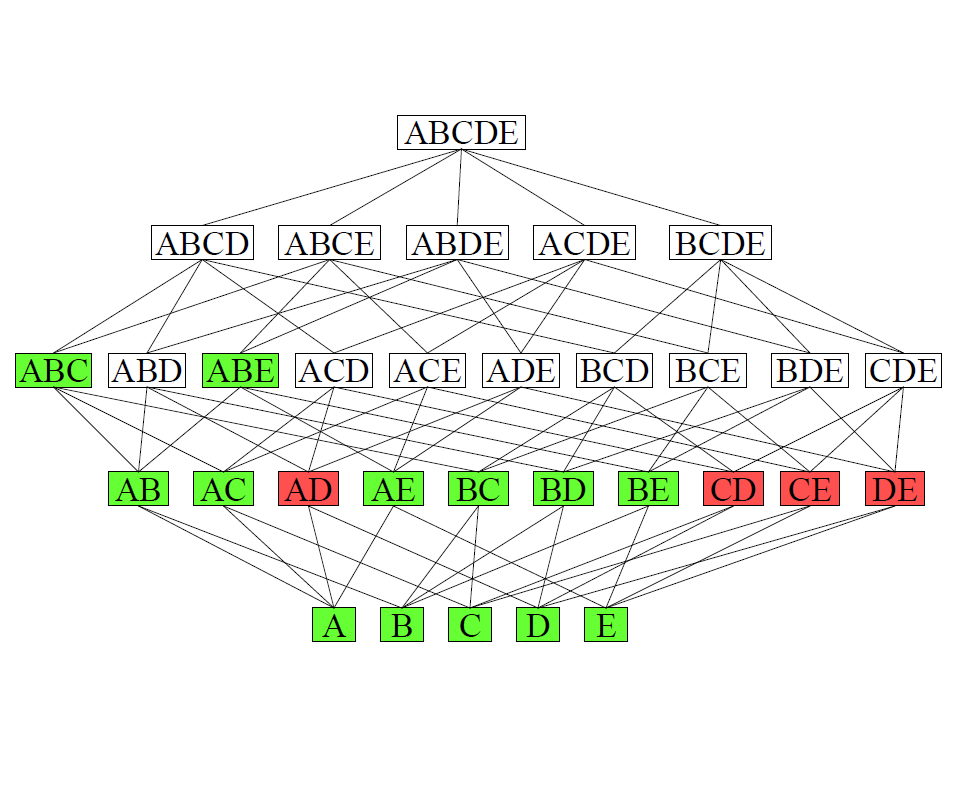 ABCDE
ABCD ABCE ABDE ACDE BCDE
ABC ABD ABE ACD ACE ADE BCD BCE BDE CDE
AB AC AD AE BC BD BE CD CE DE
A B C D E